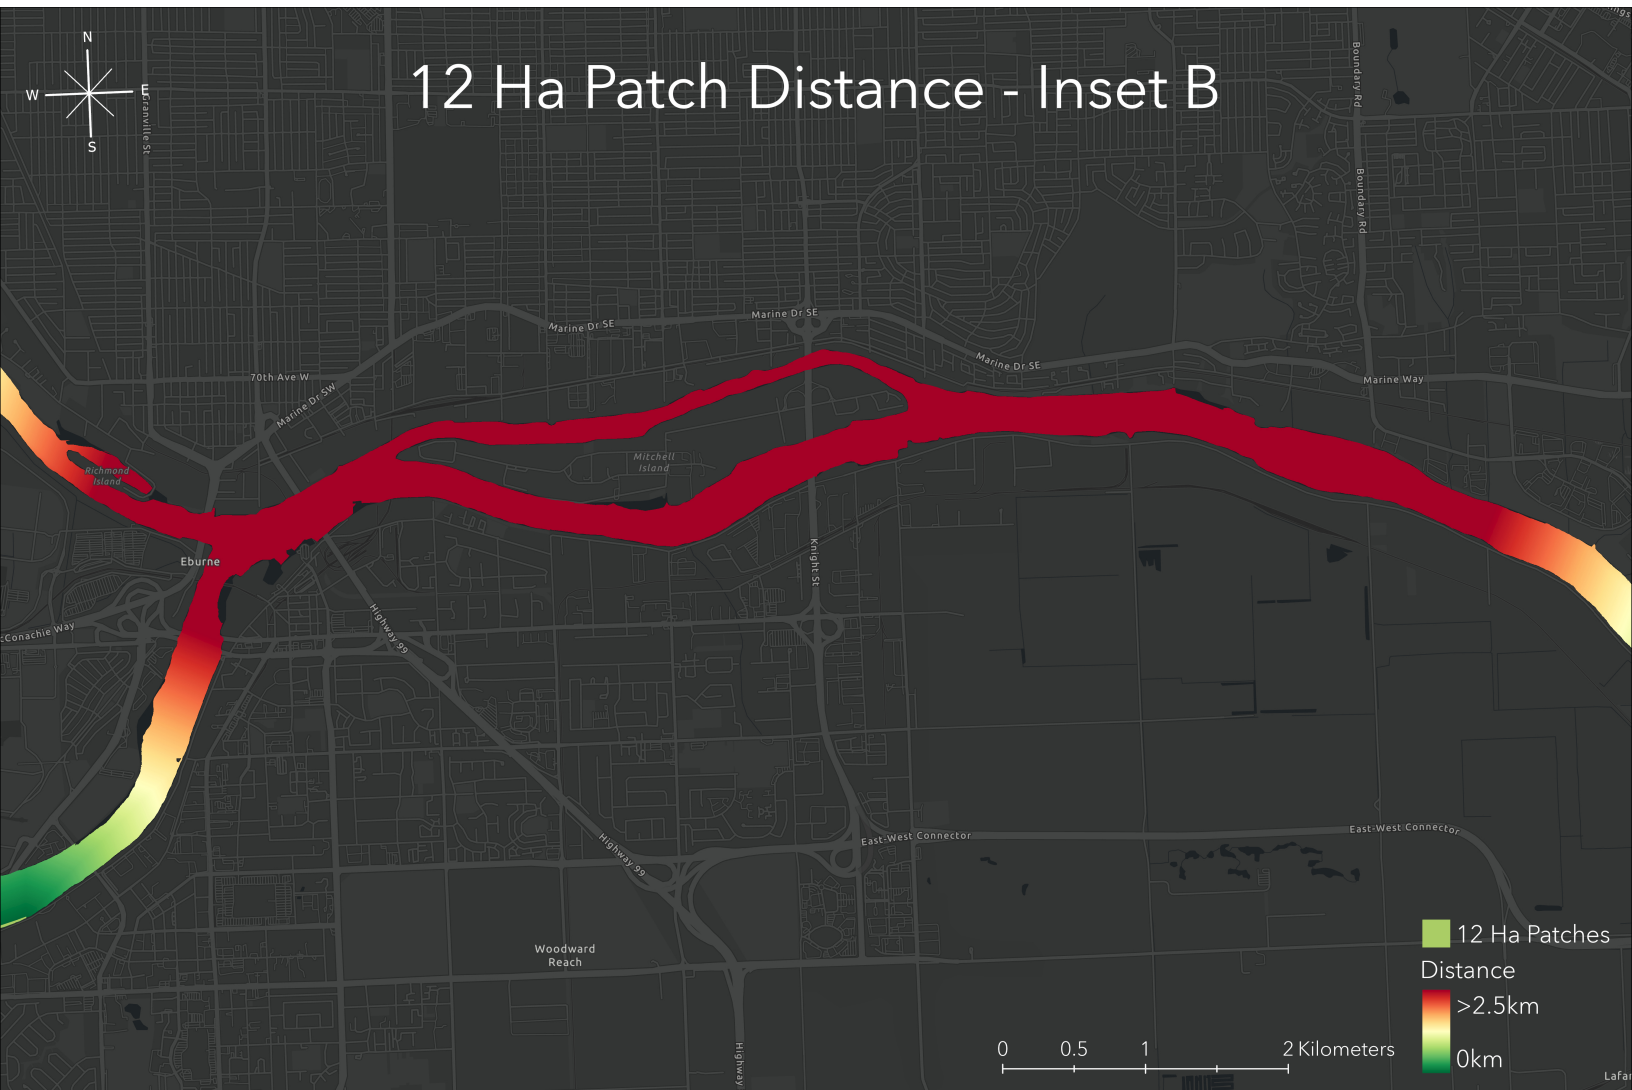 N
W
E
S
12 Ha Patch Distance - Inset B
Granville St
Boundary Rd
Boundary Rd
Marine Dr SE
Marine Dr SE
Marine Dr SE
70th Ave W
Marine Dr SW
Marine Way
Richmond
Island
Mitchell
Island
Eburne
Knight St
cConachie Way
Highway 99
Highway 99
East-West Connector
East-West Connector
Woodward
Reach
Highway
12 Ha Patches
Distance
>2.5km
0km
0 0.5 1 2 Kilometers
Lafar